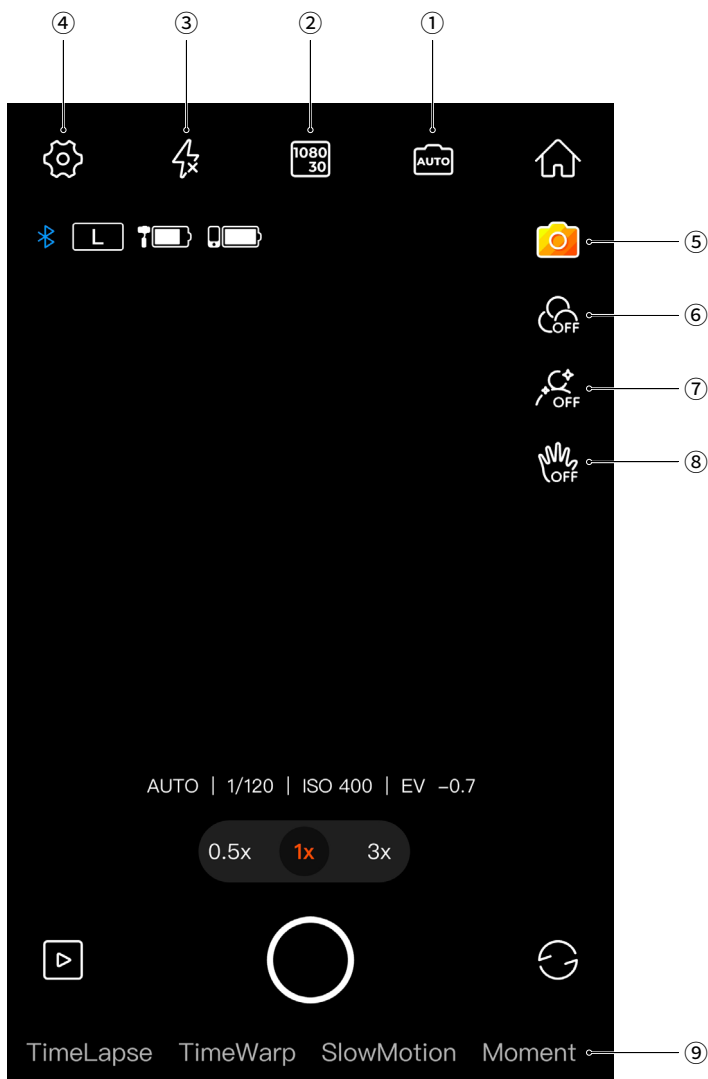 ④ ③ ② ①
1080
30
AUTO
L
⑤
OFF ⑥
OFF ⑦
OFF ⑧
AUTO | 1/120 | ISO 400 | EV -0.7
0.5x 1x 3x
TimeLapse TimeWarp SlowMotion Moment ⑨